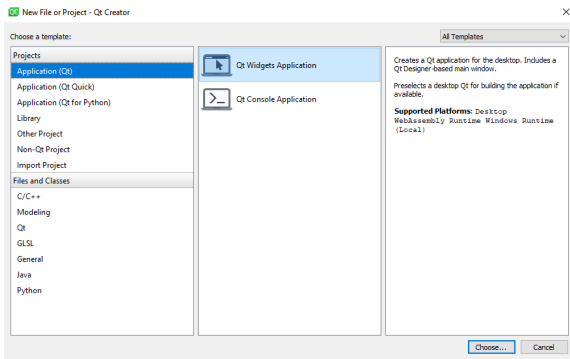 New File or Project - Qt Creator
Choose a template:
All Templates
Projects
Application (Qt)
Application (Qt Quick)
Application (Qt for Python)
Library
Other Project
Non-Qt Project
Import Project
Files and Classes
C/C++
Modeling
Qt
GLSL
General
Java
Python
Qt Widgets Application
Qt Console Application
Creates a Qt application for the desktop. Includes a
Qt Designer-based main window.
Preselects a desktop Qt for building the application if
available.
Supported Platforms: Desktop
WebAssembly Runtime Windows Runtime
(Local)
Choose...
Cancel